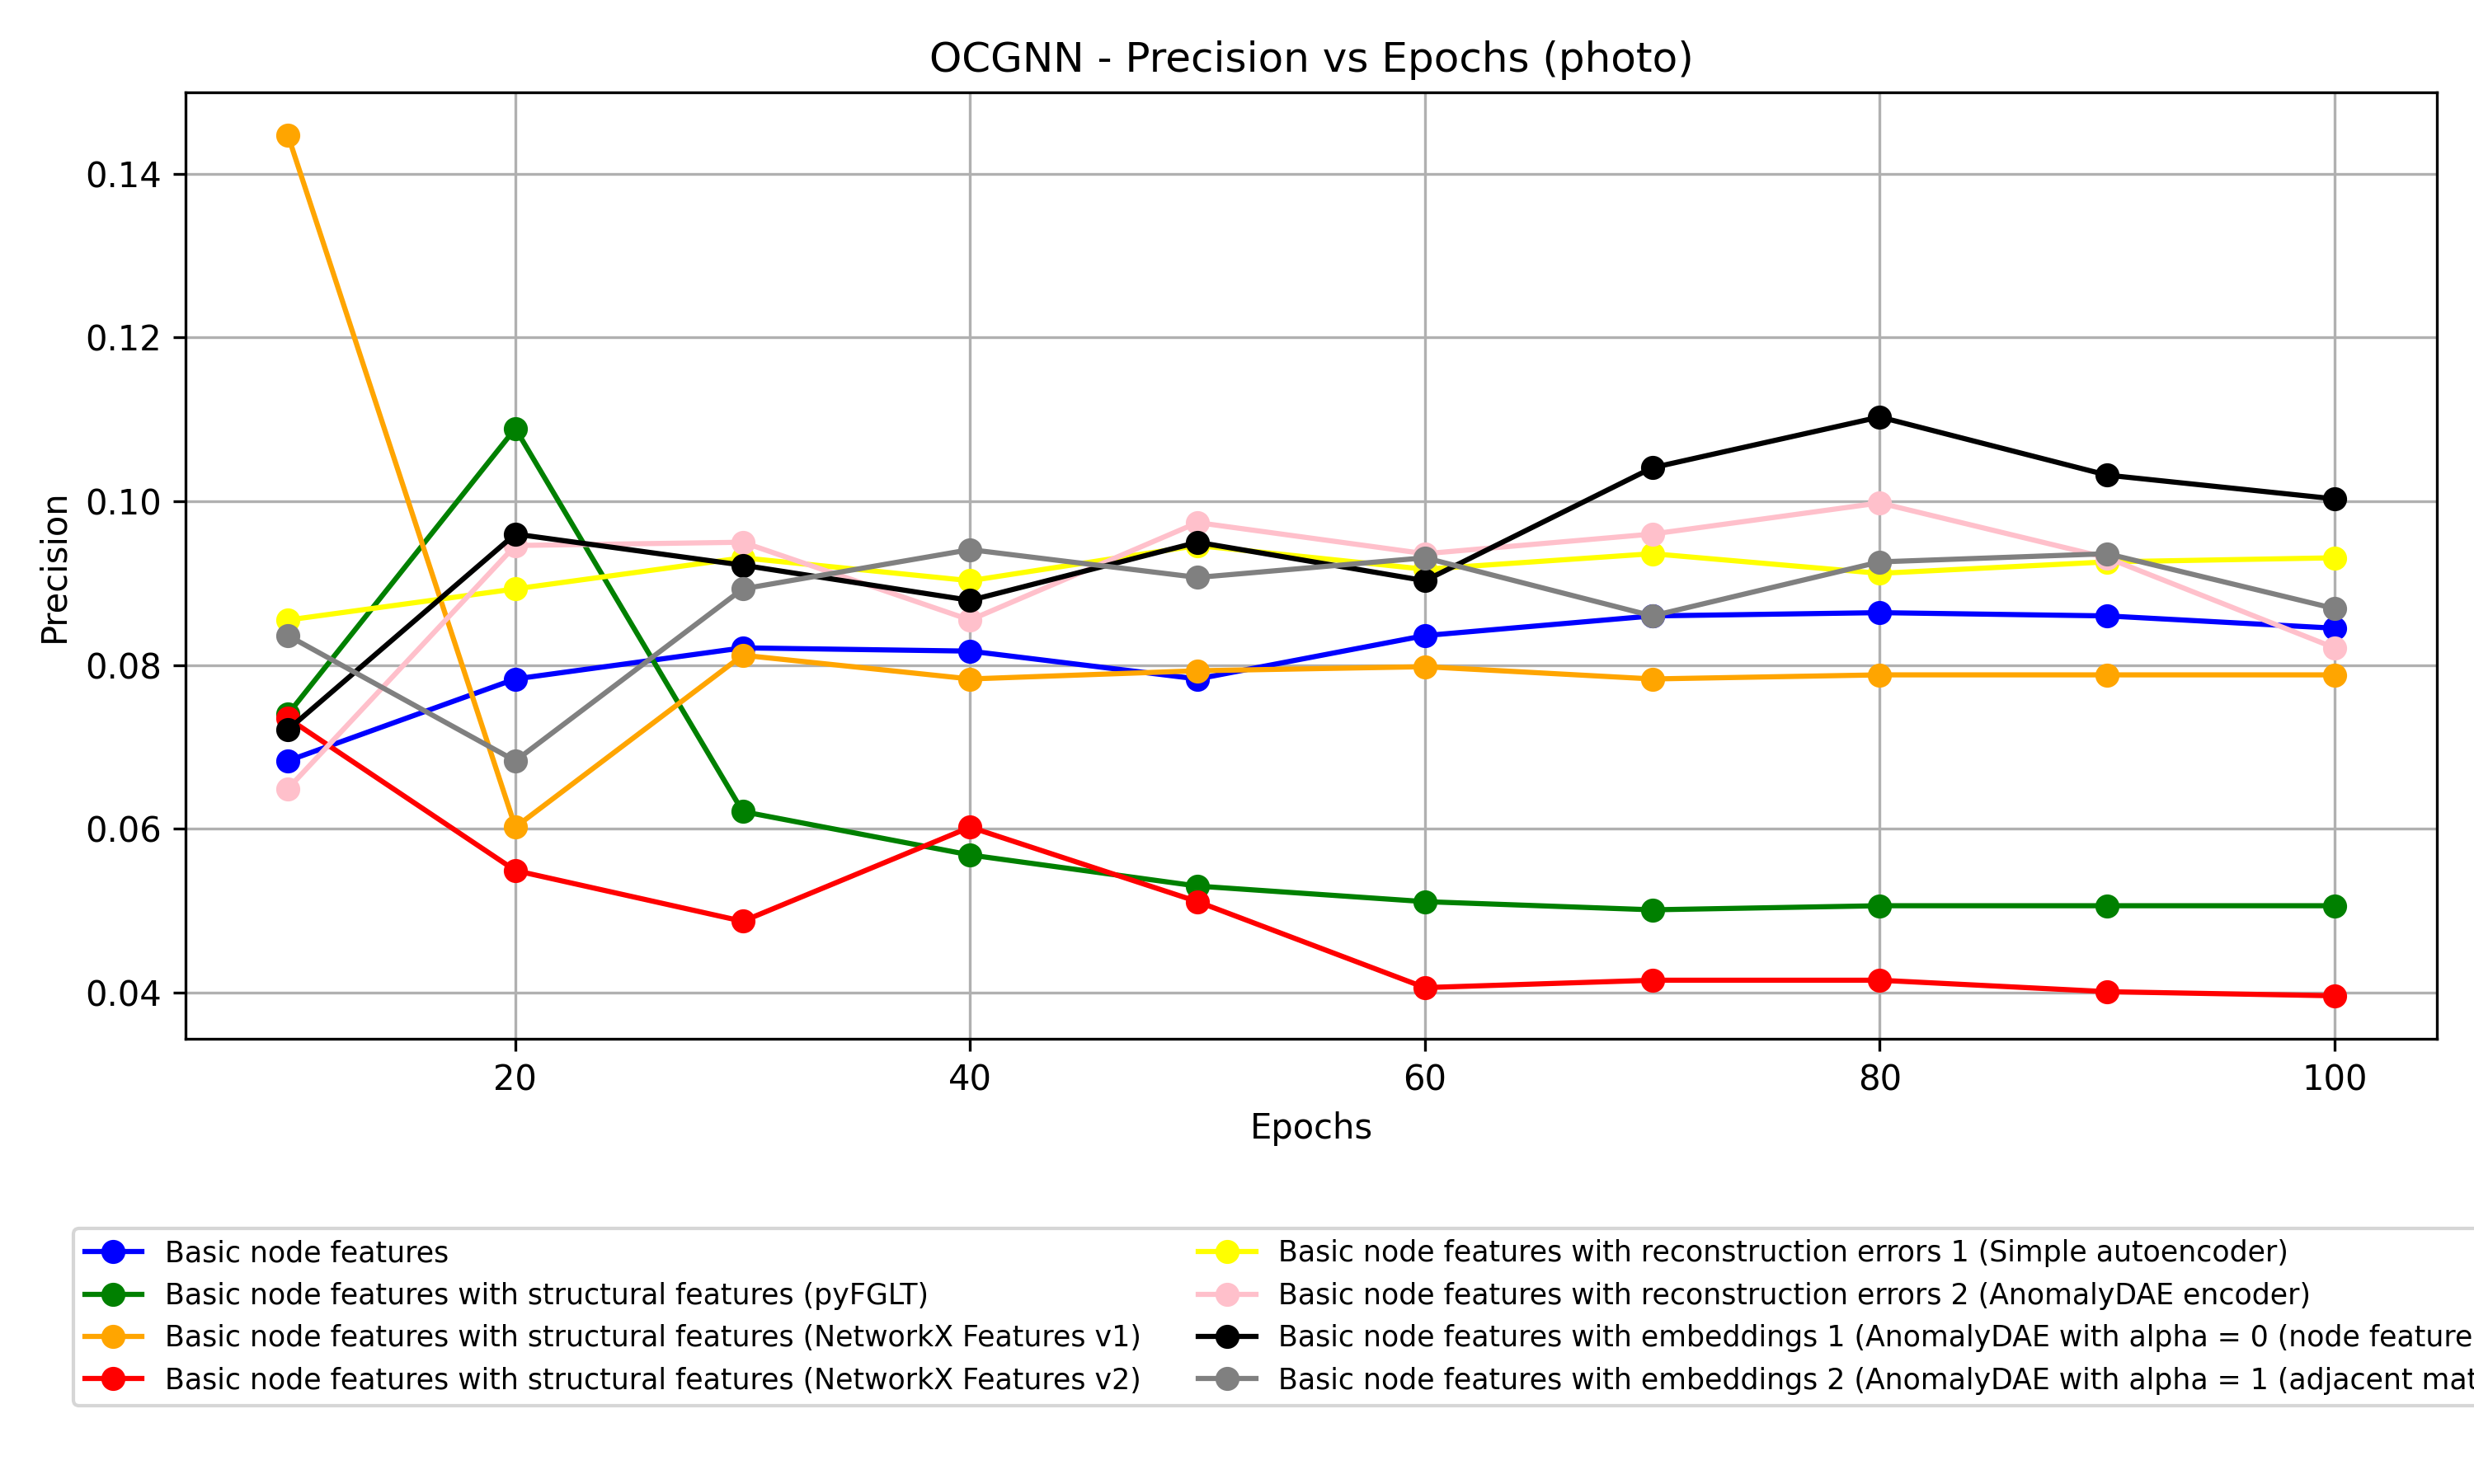 OCGNN - Precision vs Epochs (photo)
0.14
0.12
0.10
0.08
0.06
0.04
Precision
20 40 60 80 100
Epochs
Basic node features
Basic node features with structural features (pyFGLT)
Basic node features with structural features (NetworkX Features v1)
Basic node features with structural features (NetworkX Features v2)
Basic node features with reconstruction errors 1 (Simple autoencoder)
Basic node features with reconstruction errors 2 (AnomalyDAE encoder)
Basic node features with embeddings 1 (AnomalyDAE with alpha = 0 (node feature
Basic node features with embeddings 2 (AnomalyDAE with alpha = 1 (adjacent mat